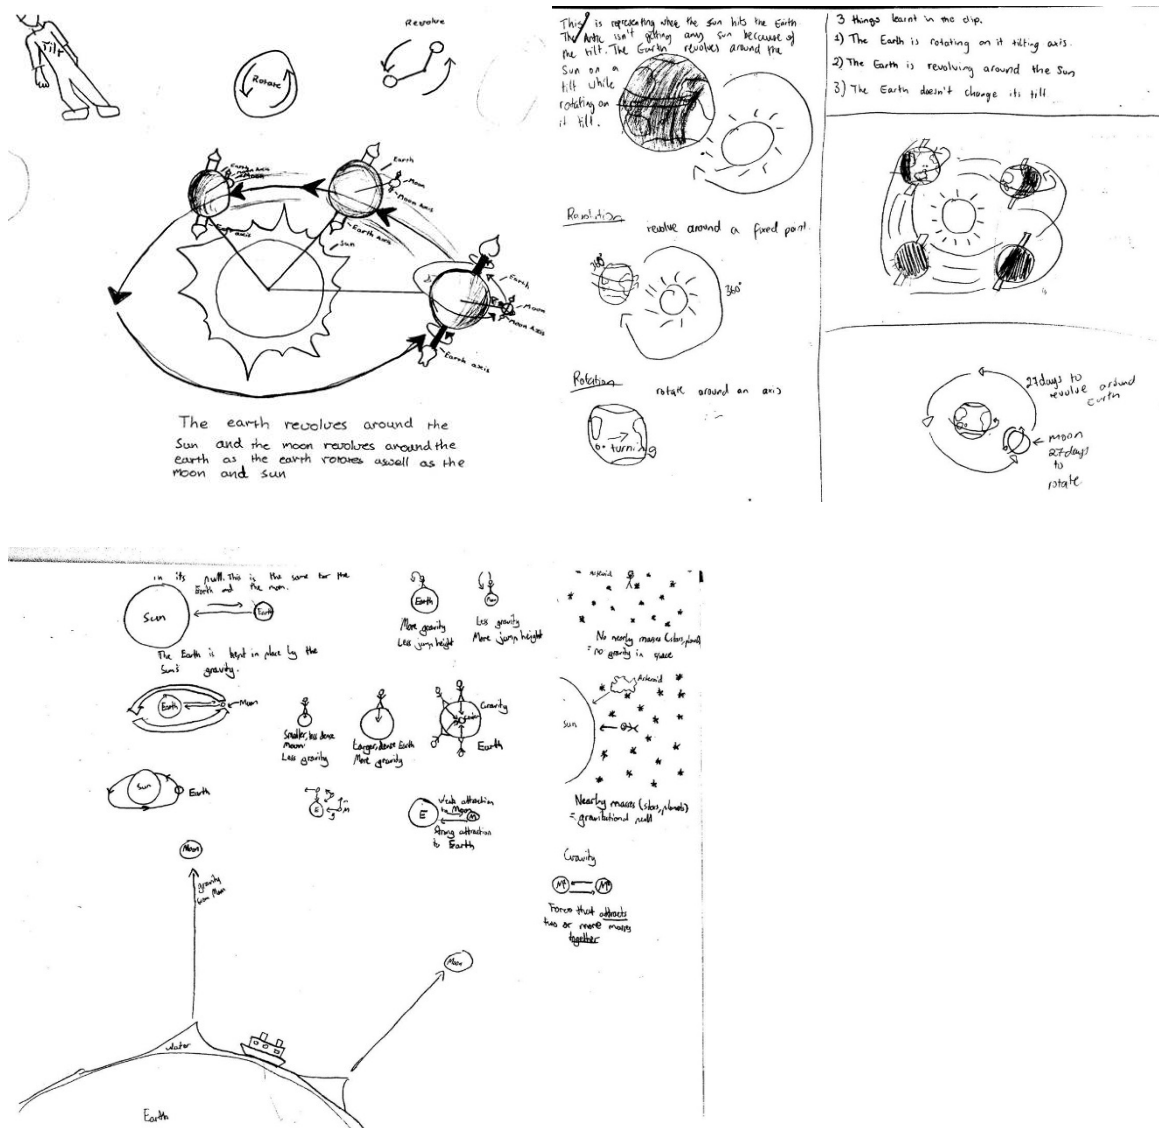 Tilt
Rotate
Revolve
Earth axis
Moon
Earth axis
Earth
Moon
Moon axis
Earth axis
Sun
Earth
Moon
Moon axis
Earth axis
The earth revolves around the
Sun and the moon revolves around the
earth as the earth rotates aswell as the
Moon and sun
This is representing when the Sun hits the Earth
The isn't getting any sun because of
the tilt. The Earth revolves around the
Sun on a
tilt while
rotating on
it tilt.
Revolution
revolve around a fixed point.
360°
360°
Rotation
rotate around an axis
turning
3 things learnt in the clip.
1) The Earth is rotating on it tilting axis.
2) The Earth is revolving around the Sun
3) The Earth doesn't change its tilt
27 days to
revolve around
Earth
moon
27 days
to
rotate
in its pull. This is the same for the
Earth and the moon.
Sun
Earth
The Earth is kept in place by the
Sun's gravity.
Earth
Moon
Sun
Earth
Earth
More gravity
Less jump height
Moon
Less gravity
More jump height
Smaller, less dense
Moon
Less gravity
Larger, dense Earth
More gravity
Gravity
Earth
E
M
E
M
Weak attraction
to Moon
Strong attraction
to Earth
Asteroid
No nearby masses (stars, planets)
= no gravity in space
Sun
Asteroid
Nearby masses (stars, planets)
= gravitational pull
Gravity
Force that attracts
two or more masses
together
Moon
gravity
from Moon
Moon
water
Earth